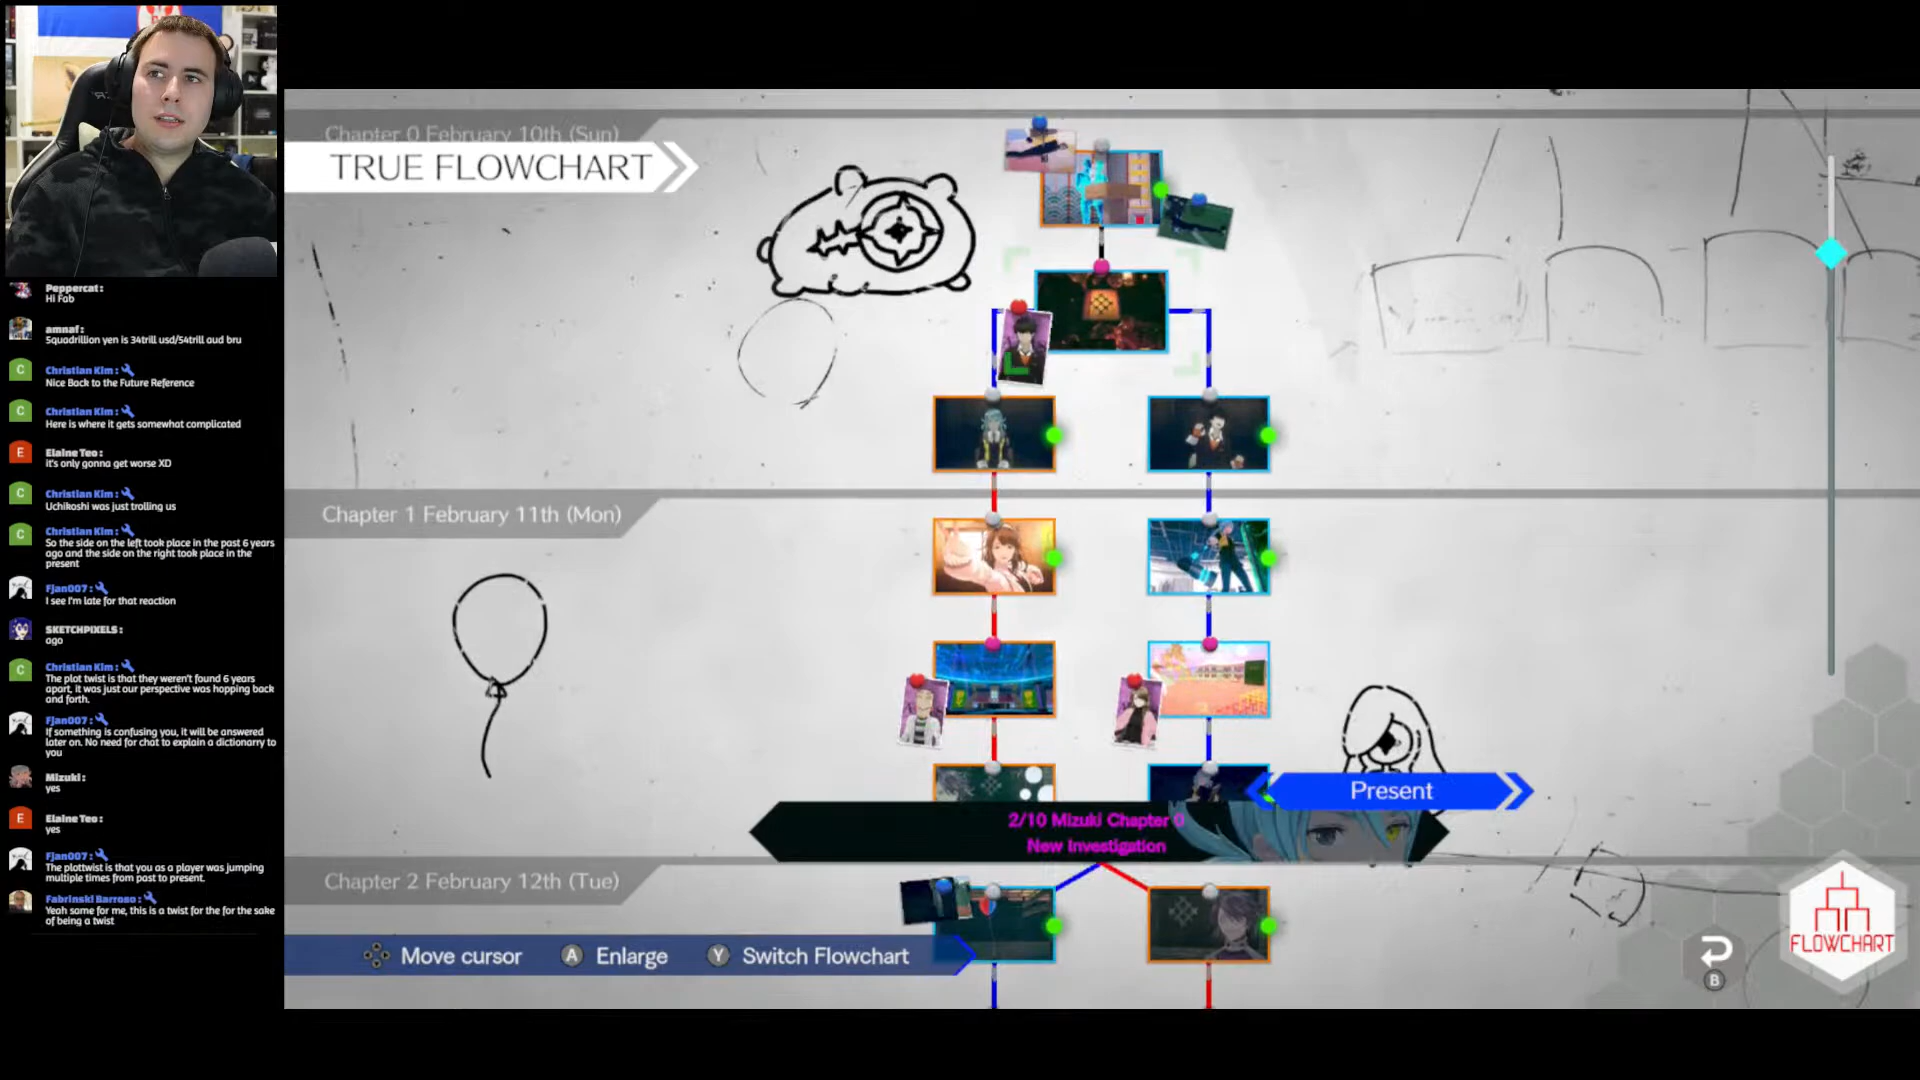 Peppercat :
Hi Fab
amnaf :
5quadrillion yen is 34trill usd/54trill aud bru
C
Christian Kim :
Nice Back to the Future Reference
C
Christian Kim :
Here is where it gets somewhat complicated
E
Elaine Teo :
it's only gonna get worse XD
C
Christian Kim :
Uchikoshi was just trolling us
C
Christian Kim :
So the side on the left took place in the past 6 years
ago and the side on the right took place in the
present
Fjan007 :
I see I'm late for that reaction
SKETCHPIXELS :
ago
C
Christian Kim :
The plot twist is that they weren't found 6 years
apart, it was just our perspective was hopping back
and forth.
Fjan007 :
If something is confusing you, it will be answered
later on. No need for chat to explain a dictionarry to
you
Mizuki :
yes
E
Elaine Teo :
yes
Fjan007 :
The plottwist is that you as a player was jumping
multiple times from past to present.
Fabrinski Barroso :
Yeah same for me, this is a twist for the for the sake
of being a twist
Chapter 0 February 10th (Sun)
TRUE FLOWCHART
Chapter 1 February 11th (Mon)
Present
2/10 Mizuki Chapter 0
New Investigation
Chapter 2 February 12th (Tue)
Move cursor
A Enlarge
Y Switch Flowchart
B
FLOWCHART